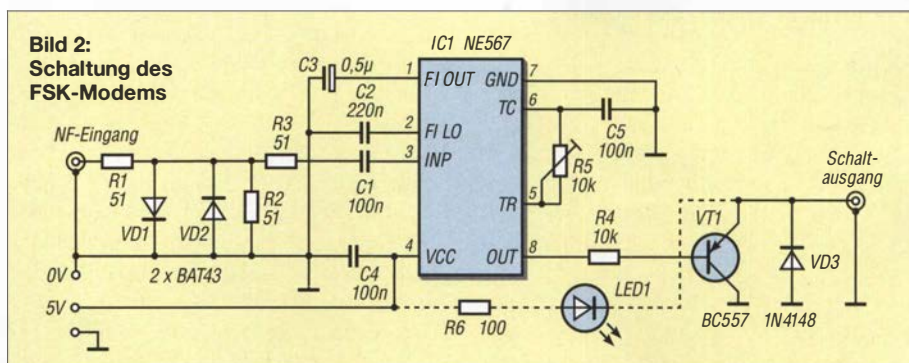 Bild 2:
Schaltung des
FSK-Modems
IC1 NE567
C3
0,5µ
1
FI OUT
GND
7
C2
220n
2
FI LO
TC
6
NF-Eingang
R3
51
3
INP
C1
100n
C5
100n
R5
10k
Schalt-
ausgang
R1
51
VD1
VD2
R2
51
TR
5
R4
10k
VT1
4
VCC
OUT
8
VD3
0V
2 x BAT43
C4
100n
5V
R6 100
LED1
BC557
1N4148